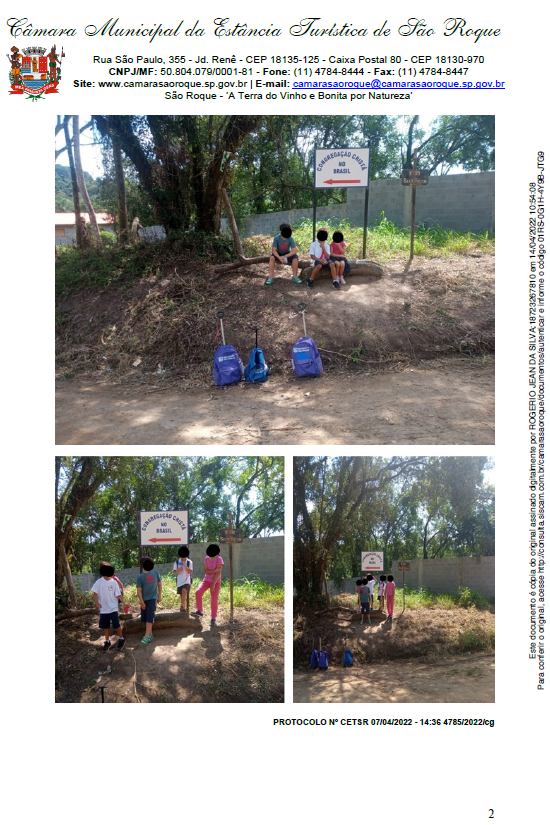 Câmara Municipal da Estância Turística de São Roque
Rua São Paulo, 355 - Jd. Renê - CEP 18135-125 - Caixa Postal 80 - CEP 18130-970
CNPJ/MF: 50.804.079/0001-81 - Fone: (11) 4784-8444 - Fax: (11) 4784-8447
Site: www.camarasaoroque.sp.gov.br | E-mail: camarasaoroque@camarasaoroque.sp.gov.br
São Roque - 'A Terra do Vinho e Bonita por Natureza'
CONGREGAÇÃO CRISTÃ
NO
BRASIL
CONGREGAÇÃO CRISTÃ
NO
BRASIL
PROTOCOLO Nº CETSR 07/04/2022 - 14:36 4785/2022/cg
2
Este documento é cópia do original assinado digitalmente por ROGERIO JEAN DA SILVA:18723267810 em 14/04/2022 10:54:08
Para conferir o original, acesse http://consulta.siscam.com.br/camarasaoroque/documentos/autenticar e informe o código 01RS-0G1H-4Y9B-JTG9